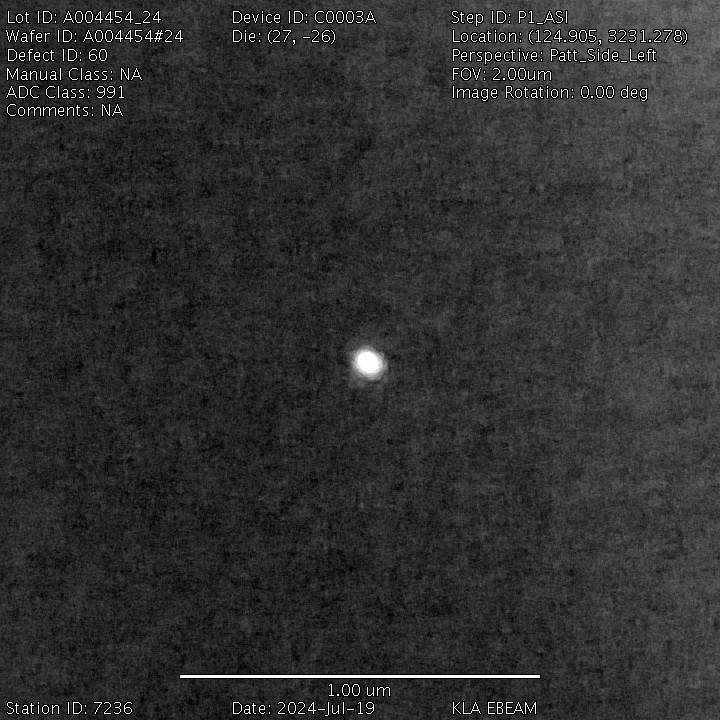 Lot ID: A004454_24
Wafer ID: A004454#24
Defect ID: 60
Manual Class: NA
ADC Class: 991
Comments: NA
Device ID: C0003A
Die: (27, -26)
Step ID: P1_ASI
Location: (124.905, 3231.278)
Perspective: Patt_Side_Left
FOV: 2.00um
Image Rotation: 0.00 deg
1.00 um
Station ID: 7236
Date: 2024-Jul-19
KLA EBEAM